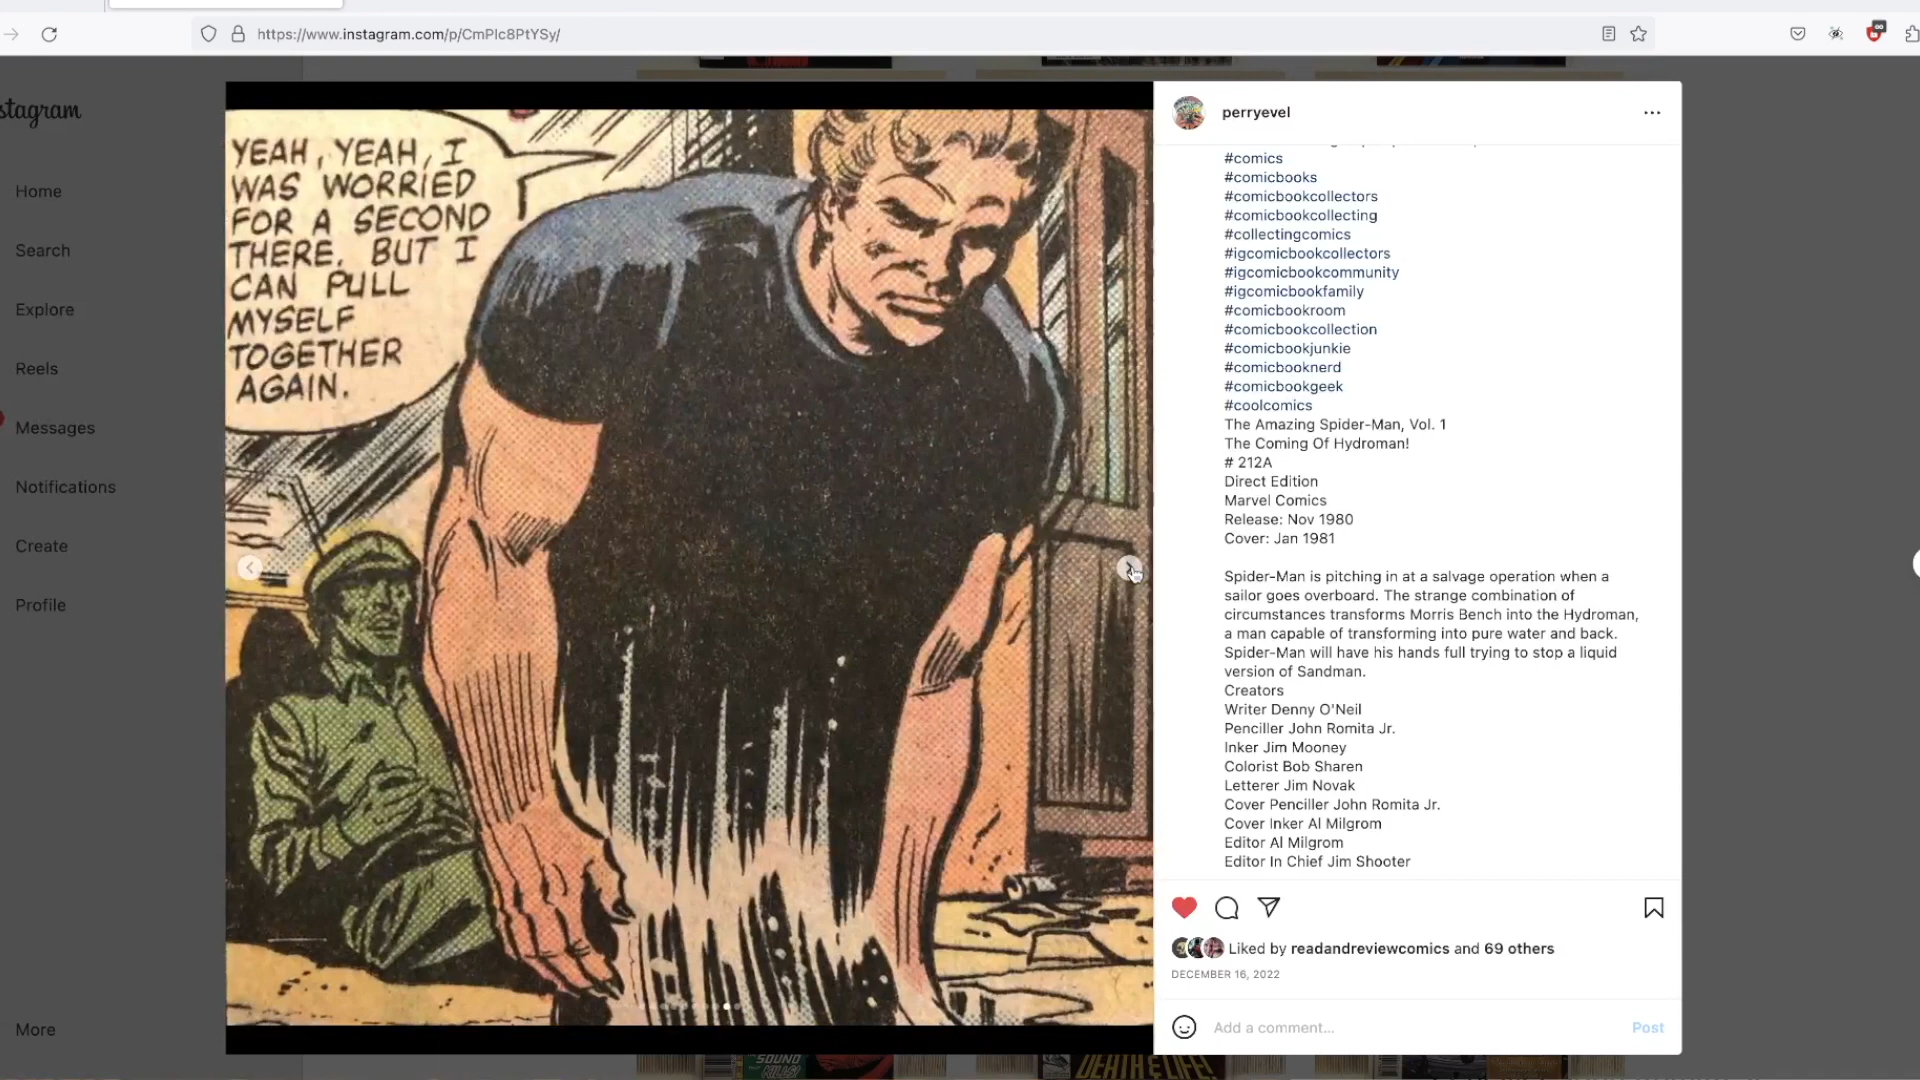 https://www.instagram.com/p/CmPlc8PtYSy/
stagram
Home
Search
Explore
Reels
Messages
Notifications
Create
Profile
More
YEAH, YEAH, I
WAS WORRIED
FOR A SECOND
THERE. BUT I
CAN PULL
MYSELF
TOGETHER
AGAIN.
perryevel
#comics
#comicbooks
#comicbookcollectors
#comicbookcollecting
#collectingcomics
#igcomicbookcollectors
#igcomicbookcommunity
#igcomicbookfamily
#comicbookroom
#comicbookcollection
#comicbookjunkie
#comicbooknerd
#comicbookgeek
#coolcomics
The Amazing Spider-Man, Vol. 1
The Coming Of Hydroman!
# 212A
Direct Edition
Marvel Comics
Release: Nov 1980
Cover: Jan 1981
Spider-Man is pitching in at a salvage operation when a
sailor goes overboard. The strange combination of
circumstances transforms Morris Bench into the Hydroman,
a man capable of transforming into pure water and back.
Spider-Man will have his hands full trying to stop a liquid
version of Sandman.
Creators
Writer Denny O'Neil
Penciller John Romita Jr.
Inker Jim Mooney
Colorist Bob Sharen
Letterer Jim Novak
Cover Penciller John Romita Jr.
Cover Inker Al Milgrom
Editor Al Milgrom
Editor In Chief Jim Shooter
Liked by readandreviewcomics and 69 others
DECEMBER 16, 2022
Add a comment...
Post
SOUND
KILLS!
DEATH & LIFE!